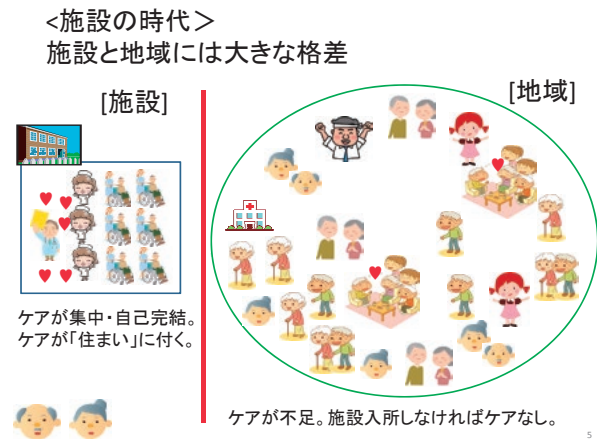 <施設の時代＞
施設と地域には大きな格差
[施設]
[地域]
ケアが集中・自己完結。
ケアが「住まい」に付く。
ケアが不足。施設入所しなければケアなし。
5